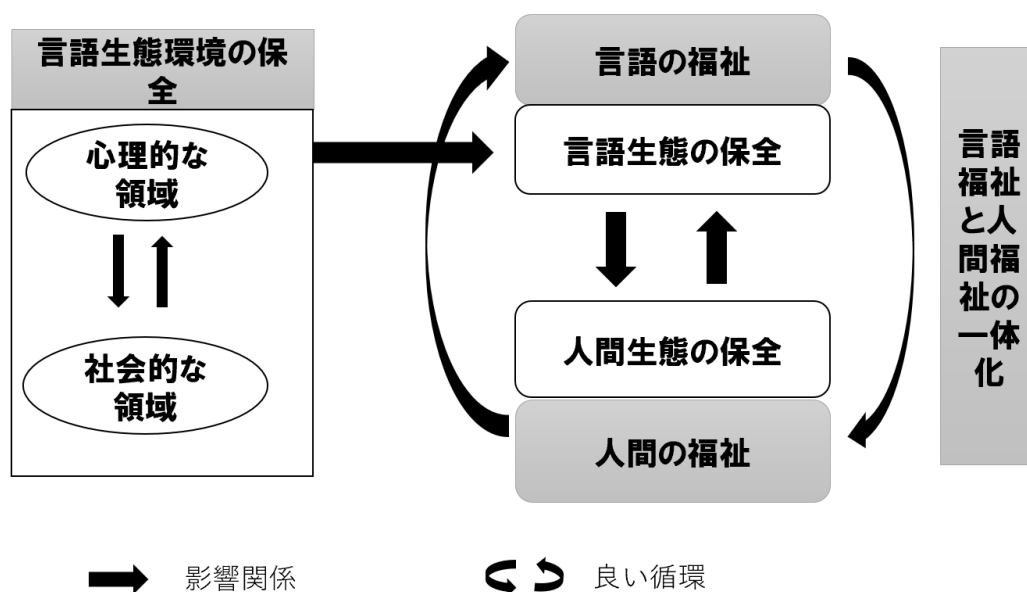 言語生態環境の保
全
心理的な
領域
社会的な
領域
言語の福祉
言語生態の保全
人間生態の保全
人間の福祉
言語
福祉
と人
間福
祉の
一体
化
影響関係
良い循環